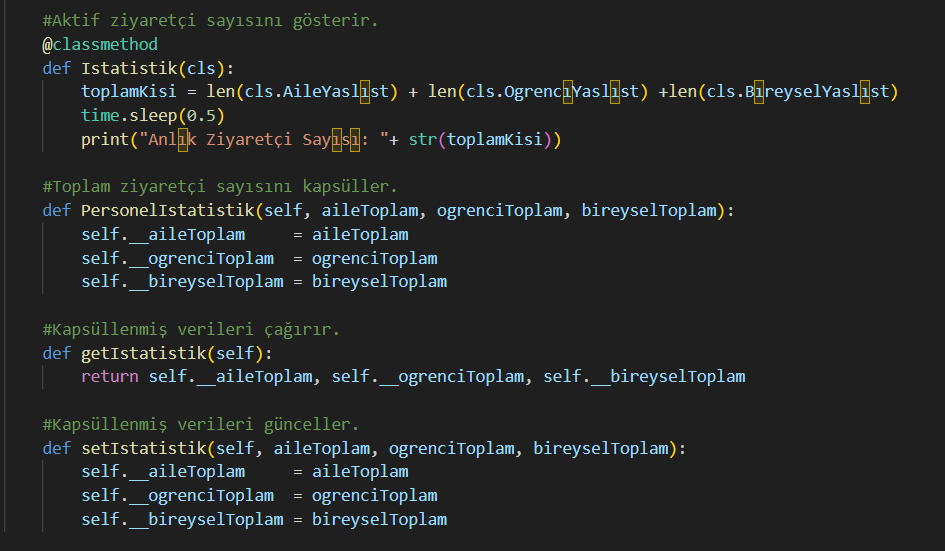 #Aktif ziyaretçi sayısını gösterir.
@classmethod
def Istatistik(cls):
    toplamKisi = len(cls.AileYaslıst) + len(cls.OgrencıYaslıst) +len(cls.BıreyselYaslıst)
    time.sleep(0.5)
    print("Anlık Ziyaretçi Sayısı: "+ str(toplamKisi))
#Toplam ziyaretçi sayısını kapsüller.
def PersonelIstatistik(self, aileToplam, ogrenciToplam, bireyselToplam):
    self.__aileToplam     = aileToplam
    self.__ogrenciToplam  = ogrenciToplam
    self.__bireyselToplam = bireyselToplam
#Kapsüllenmiş verileri çağırır.
def getIstatistik(self):
    return self.__aileToplam, self.__ogrenciToplam, self.__bireyselToplam
#Kapsüllenmiş verileri günceller.
def setIstatistik(self, aileToplam, ogrenciToplam, bireyselToplam):
    self.__aileToplam     = aileToplam
    self.__ogrenciToplam  = ogrenciToplam
    self.__bireyselToplam = bireyselToplam